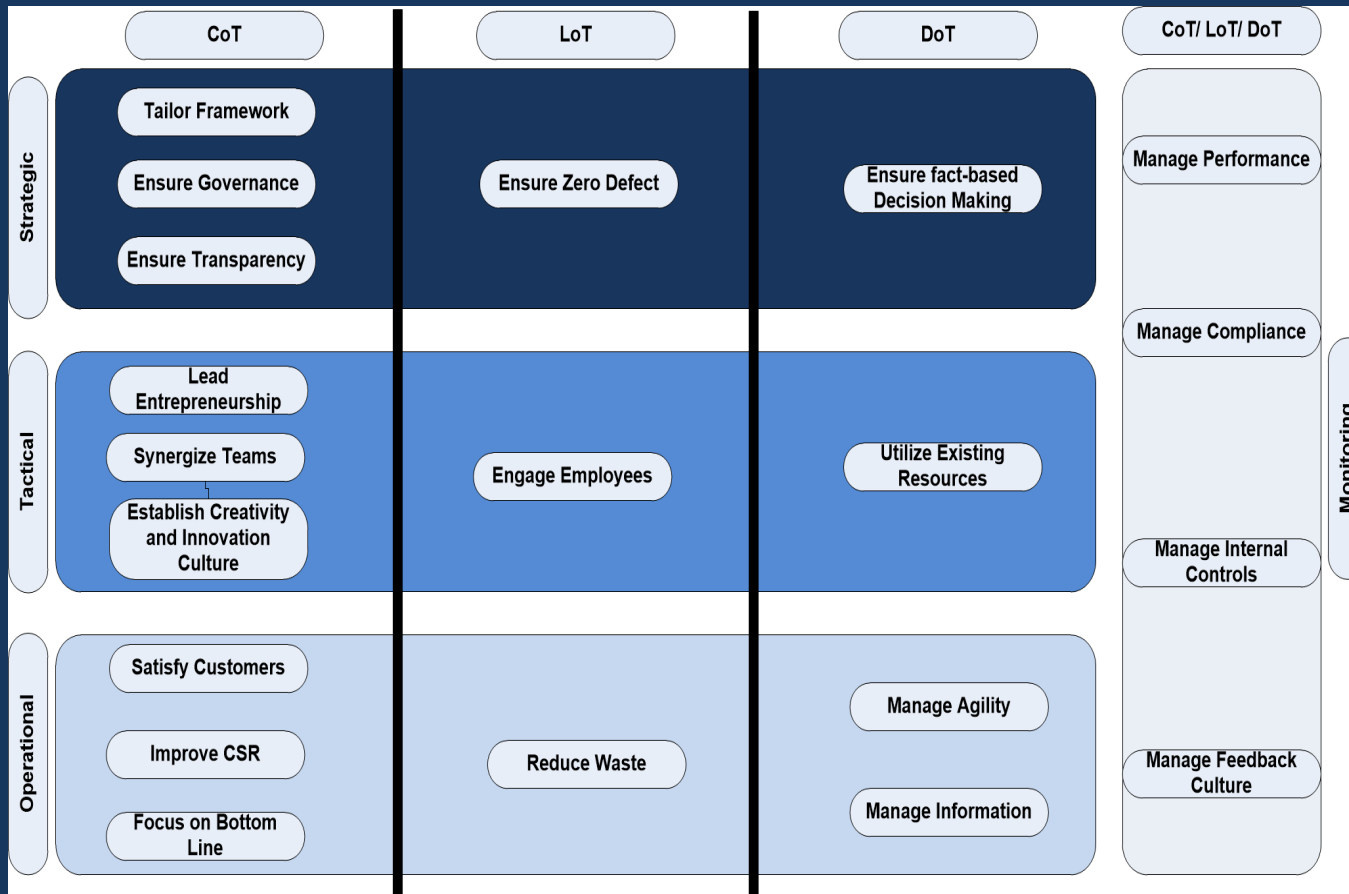 CoT
LoT
DoT
CoT/ LoT/ DoT
Strategic
Tailor Framework
Ensure Governance
Ensure Transparency
Ensure Zero Defect
Ensure fact-based
Decision Making
Tactical
Lead
Entrepreneurship
Synergize Teams
Establish Creativity
and Innovation
Culture
Engage Employees
Utilize Existing
Resources
Operational
Satisfy Customers
Improve CSR
Focus on Bottom
Line
Reduce Waste
Manage Agility
Manage Information
Manage Performance
Manage Compliance
Manage Internal
Controls
Manage Feedback
Culture
Monitoring